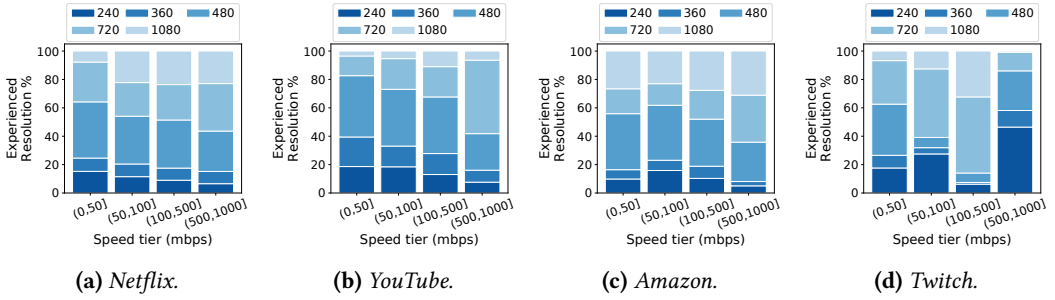 240 360 480
720 1080
Experienced
Resolution %
100
80
60
40
20
0
(0,50] (50,100] (100,500] (500,1000]
Speed tier (mbps)
(a) Netflix.
240 360 480
720 1080
Experienced
Resolution %
100
80
60
40
20
0
(0,50] (50,100] (100,500] (500,1000]
Speed tier (mbps)
(b) YouTube.
240 360 480
720 1080
Experienced
Resolution %
100
80
60
40
20
0
(0,50] (50,100] (100,500] (500,1000]
Speed tier (mbps)
(c) Amazon.
240 360 480
720 1080
Experienced
Resolution %
100
80
60
40
20
0
(0,50] (50,100] (100,500] (500,1000]
Speed tier (mbps)
(d) Twitch.